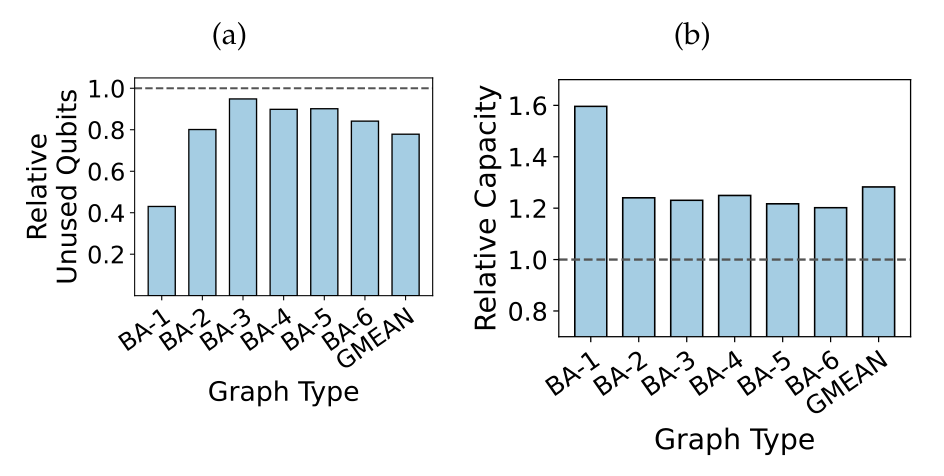 (a)
Relative
Unused Qubits
1.0
0.8
0.6
0.4
0.2
BA-1
BA-2
BA-3
BA-4
BA-5
BA-6
GMEAN
Graph Type
(b)
Relative Capacity
1.6
1.4
1.2
1.0
0.8
BA-1
BA-2
BA-3
BA-4
BA-5
BA-6
GMEAN
Graph Type